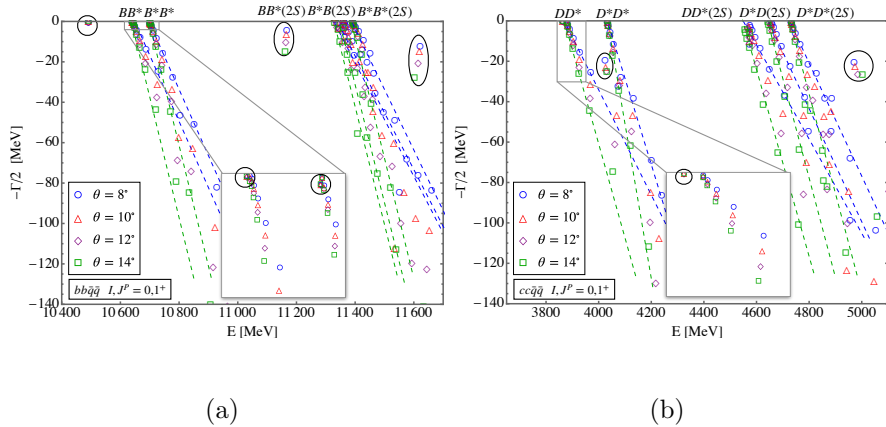 BB* B*B*
BB*(2S) B*B(2S) B*B*(2S)
0
−20
−40
−60
−80
−100
−120
−140
−Γ/2 [MeV]
θ = 8°
θ = 10°
θ = 12°
θ = 14°
bbq̄q̄ I, J^P = 0,1⁺
10 400 10 600 10 800 11 000 11 200 11 400 11 600
E [MeV]
(a)
DD* D*D*
DD*(2S) D*D(2S) D*D*(2S)
0
−20
−40
−60
−80
−100
−120
−140
−Γ/2 [MeV]
θ = 8°
θ = 10°
θ = 12°
θ = 14°
ccq̄q̄ I, J^P = 0,1⁺
3800 4000 4200 4400 4600 4800 5000
E [MeV]
(b)